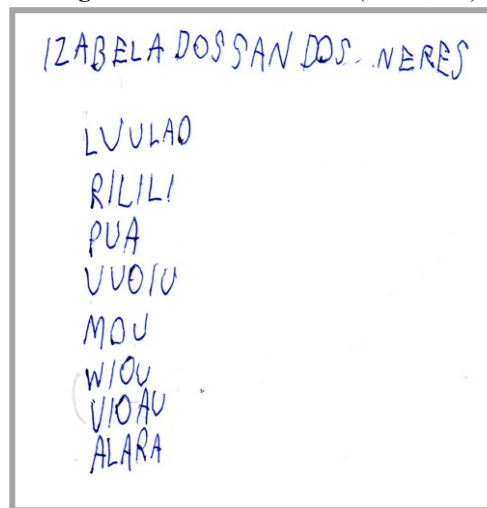 IZABELA DOS SAN DOS. NERES
LVULAO
RILILI
PUA
VVOIU
MOU
WIOU
VIOAU
ALARA